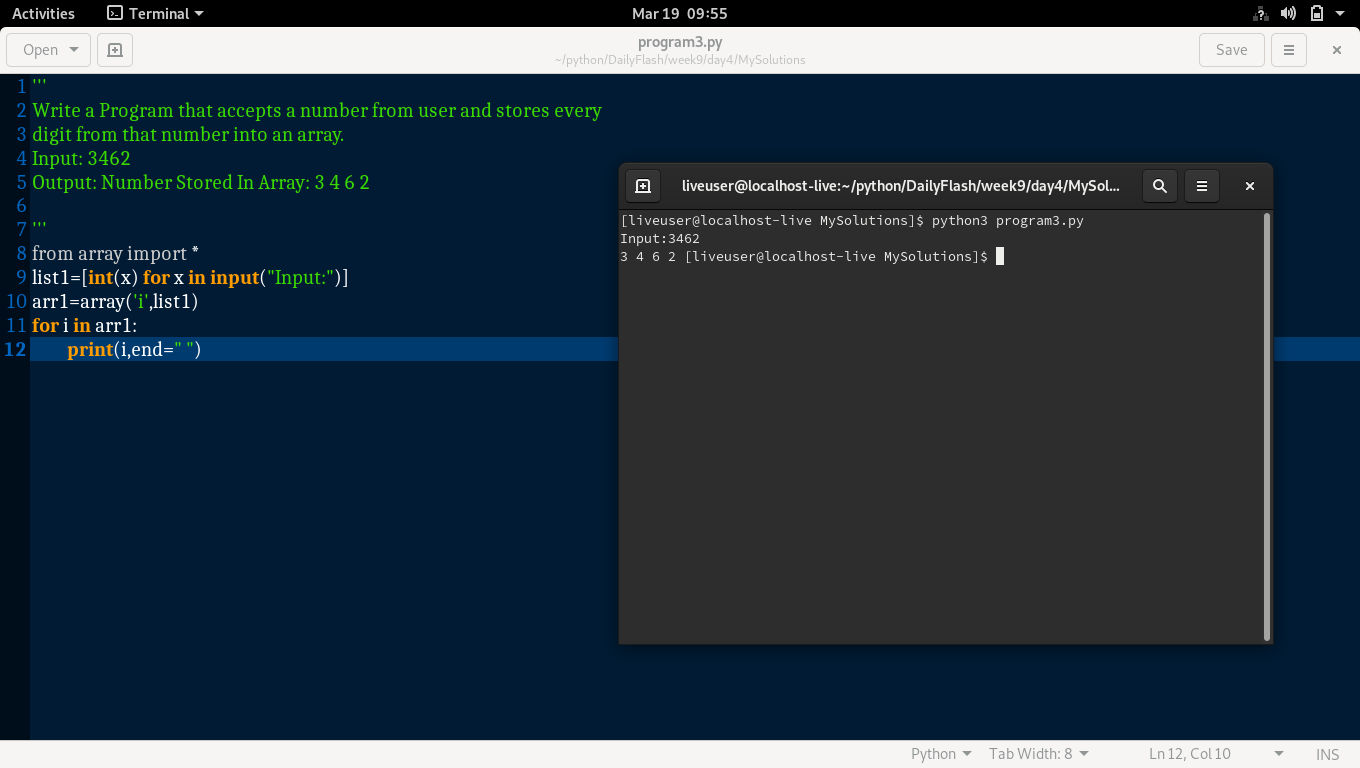 Activities Terminal Mar 19 09:55
Open program3.py Save
~/python/DailyFlash/week9/day4/MySolutions
1 '''
2 Write a Program that accepts a number from user and stores every
3 digit from that number into an array.
4 Input: 3462
5 Output: Number Stored In Array: 3 4 6 2
6
7 '''
8 from array import *
9 list1=[int(x) for x in input("Input:")]
10 arr1=array('i',list1)
11 for i in arr1:
12 print(i,end=" ")
liveuser@localhost-live:~/python/DailyFlash/week9/day4/MySol...
[liveuser@localhost-live MySolutions]$ python3 program3.py
Input:3462
3 4 6 2 [liveuser@localhost-live MySolutions]$
Python Tab Width: 8 Ln 12, Col 10 INS